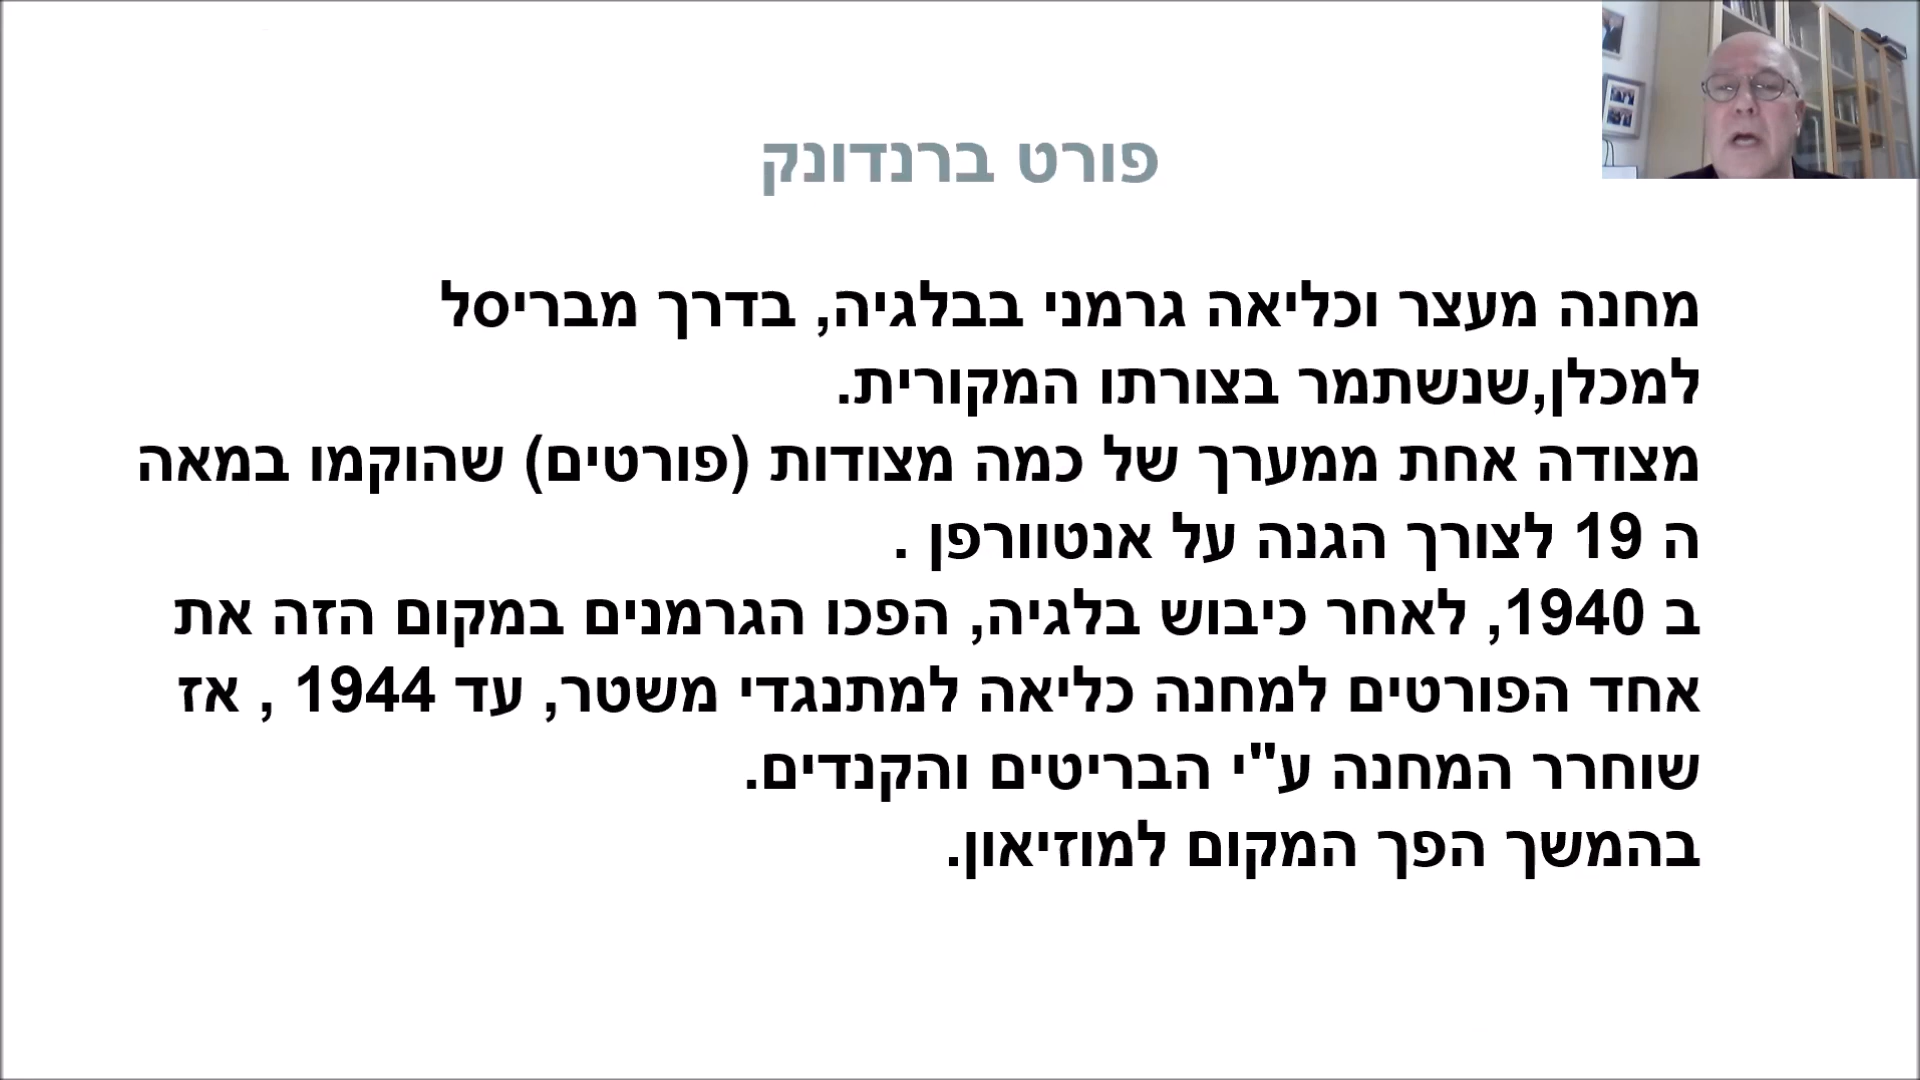 פורט ברנדונק
מחנה מעצר וכליאה גרמני בבלגיה, בדרך מבריסל
למכלן,שנשתמר בצורתו המקורית.
מצודה אחת ממערך של כמה מצודות (פורטים) שהוקמו במאה
ה 19 לצורך הגנה על אנטוורפן .
ב 1940, לאחר כיבוש בלגיה, הפכו הגרמנים במקום הזה את
אחד הפורטים למחנה כליאה למתנגדי משטר, עד 1944 , אז
שוחרר המחנה ע"י הבריטים והקנדים.
בהמשך הפך המקום למוזיאון.